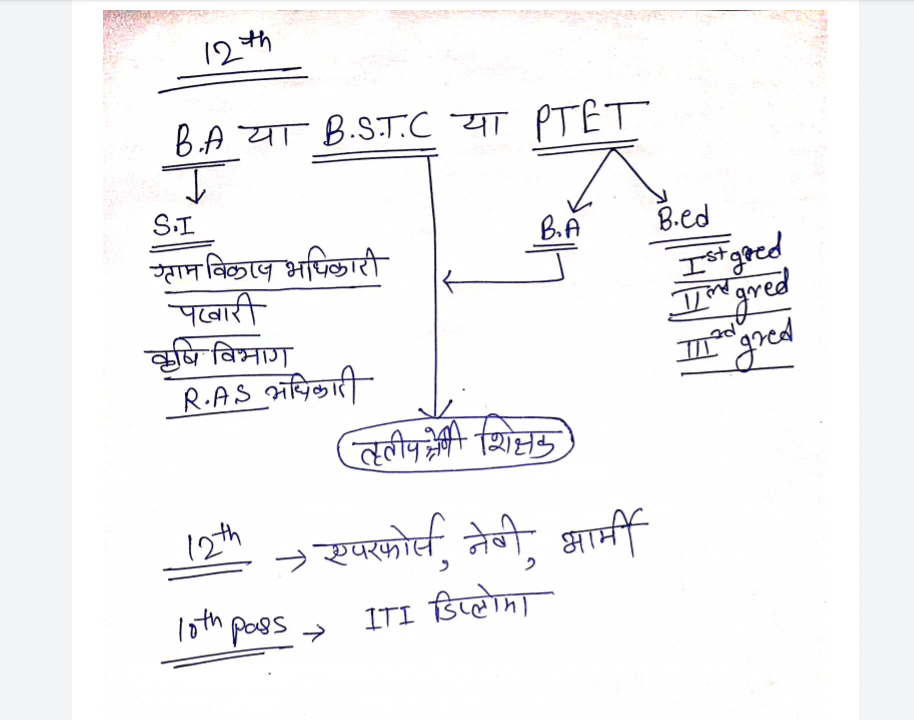 12th
B.A या B.S.T.C या PTET
S.I
ग्राम विकास अधिकारी
पटवारी
कृषि विभाग
R.AS अधिकारी
B.A
B.ed
Ist gred
IInd gred
IIIrd gred
तृतीय श्रेणी शिक्षक
12th → एयरफोर्स, नेवी, आर्मी
10th pass → ITI डिप्लोमा